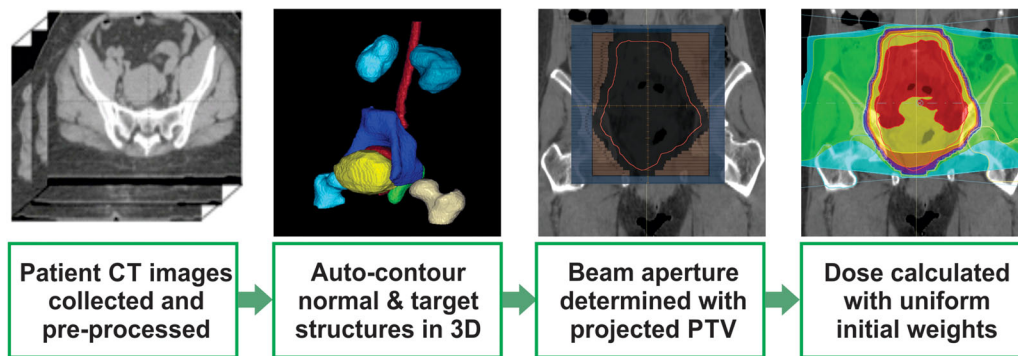 Patient CT images
collected and
pre-processed
Auto-contour
normal & target
structures in 3D
Beam aperture
determined with
projected PTV
Dose calculated
with uniform
initial weights